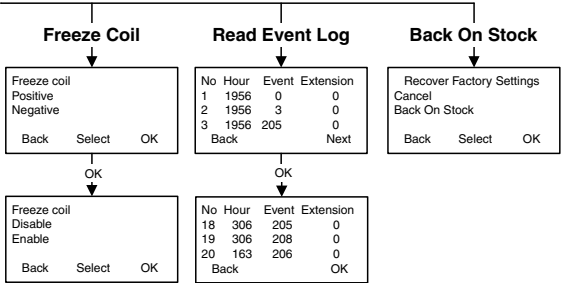 Freeze Coil
Freeze coil
Positive
Negative
Back Select OK
OK
Freeze coil
Disable
Enable
Back Select OK
Read Event Log
No Hour Event Extension
1 1956 0 0
2 1956 3 0
3 1956 205 0
Back Next
OK
No Hour Event Extension
18 306 205 0
19 306 208 0
20 163 206 0
Back OK
Back On Stock
Recover Factory Settings
Cancel
Back On Stock
Back Select OK